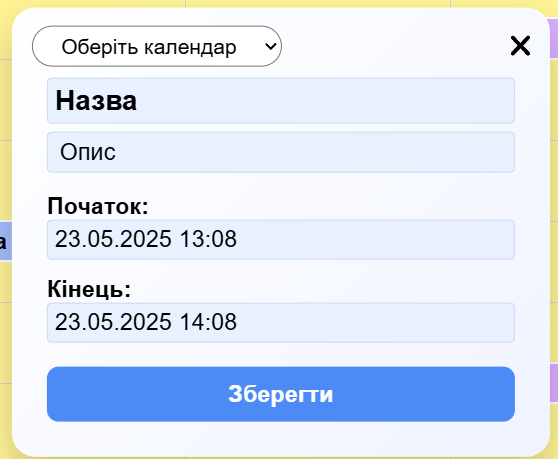 Оберіть календар
Назва
Опис
Початок:
23.05.2025 13:08
Кінець:
23.05.2025 14:08
Зберегти
а